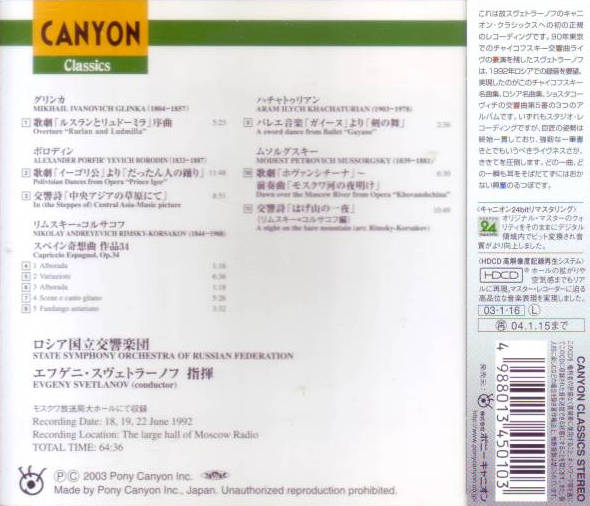 CANYON
Classics
グリンカ
MIKHAIL IVANOVICH GLINKA (1804–1857)
1 歌劇「ルスランとリュドミーラ」序曲 5:25
Overture "Ruslan and Ludmilla"
ボロディン
ALEXANDER PORFIR' YEVICH BORODIN (1833–1887)
2 歌劇「イーゴリ公」より「だったん人の踊り」 11:48
Polivtsian Dances from Opera "Prince Igor"
3 交響詩「中央アジアの草原にて」 8:51
In (the Steppes of) Central Asia-Music picture
リムスキー=コルサコフ
NIKOLAY ANDREYEVICH RIMSKY-KORSAKOV (1844–1908)
スペイン奇想曲 作品34
Capriccio Espagnol, Op.34
4 1 Alborada 1:16
5 2 Variazioni 6:36
6 3 Alborada 1:18
7 4 Scene e canto gitano 5:26
8 5 Fandango asturiano 3:32
ハチャトゥリアン
ARAM ILYCH KHACHATURIAN (1903–1978)
9 バレエ音楽「ガイーヌ」より「剣の舞」 2:36
A sword dance from Ballet "Gayane"
ムソルグスキー
MODEST PETROVICH MUSSORGSKY (1839–1881)
10 歌劇「ホヴァンシチーナ」～ 6:30
前奏曲「モスクワ河の夜明け」
Dawn over the Moscow River from Opera "Khovanshchina"
11 交響詩「はげ山の一夜」 10:49
(リムスキー=コルサコフ編)
A night on the bare mountain (arr. Rimsky-Korsakov)
ロシア国立交響楽団
STATE SYMPHONY ORCHESTRA OF RUSSIAN FEDERATION
エフゲニ・スヴェトラーノフ 指揮
EVGENY SVETLANOV (conductor)
モスクワ放送局大ホールにて収録
Recording Date: 18, 19, 22 June 1992
Recording Location: The large hall of Moscow Radio
TOTAL TIME: 64:36
Ⓟ Ⓒ 2003 Pony Canyon Inc.
Made by Pony Canyon Inc., Japan. Unauthorized reproduction prohibited.
これは故スヴェトラーノフのキャニ
オン・クラシックスへの初の正規
のレコーディングです。90年東京
でのチャイコフスキー交響曲ライ
ヴの豪演を残したスヴェトラーノフ
は、1992年ロシアでの録音を要望。
実現したのがこのチャイコフスキー
名曲集、ロシア名曲集、ショスタコー
ヴィチの交響曲第5番の3つのア
ルバムです。いずれもスタジオ・レ
コーディングですが、巨匠の姿勢は
終始一貫しており、強靭な一筆書
きとでもいうべきライヴネスさが、
ききてを圧倒します。どの一曲、ど
の一瞬も耳をそばだてずにはおか
ない興奮のるつぼです。
〈キャニオン24bitリマスタリング〉
24 オリジナル・マスターのクォ
リティをそのままにデジタル
領域内でビット変換され音
質がより向上しました。
〈HDCD高解像度記録再生システム〉
HDCD® ホールの拡がりや
空気感までもリア
ルに再現。マスター・レコーダーに迫る
高品位な音楽表現を実現しました。
03・1・16 Ⓛ
再 04.1.15まで
CANYON CLASSICS STEREO
発売元: 株式会社 ポニーキャニオン
http://www.ponycanyon.co.jp
4 988013 450103